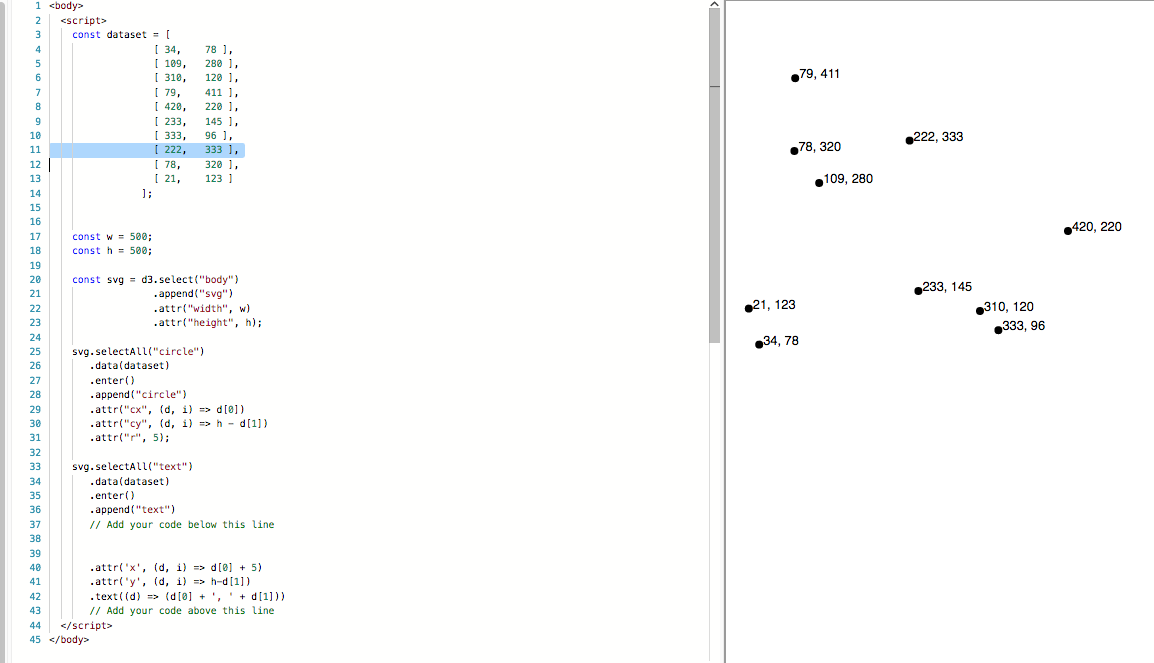 1 <body>
2 <script>
3 const dataset = [
4 [ 34, 78 ],
5 [ 109, 280 ],
6 [ 310, 120 ],
7 [ 79, 411 ],
8 [ 420, 220 ],
9 [ 233, 145 ],
10 [ 333, 96 ],
11 [ 222, 333 ],
12 [ 78, 320 ],
13 [ 21, 123 ]
14 ];
15
16
17 const w = 500;
18 const h = 500;
19
20 const svg = d3.select("body")
21 .append("svg")
22 .attr("width", w)
23 .attr("height", h);
24
25 svg.selectAll("circle")
26 .data(dataset)
27 .enter()
28 .append("circle")
29 .attr("cx", (d, i) => d[0])
30 .attr("cy", (d, i) => h - d[1])
31 .attr("r", 5);
32
33 svg.selectAll("text")
34 .data(dataset)
35 .enter()
36 .append("text")
37 // Add your code below this line
38
39
40 .attr('x', (d, i) => d[0] + 5)
41 .attr('y', (d, i) => h-d[1])
42 .text((d) => (d[0] + ', ' + d[1]))
43 // Add your code above this line
44 </script>
45 </body>
79, 411
222, 333
78, 320
109, 280
420, 220
233, 145
21, 123
310, 120
333, 96
34, 78